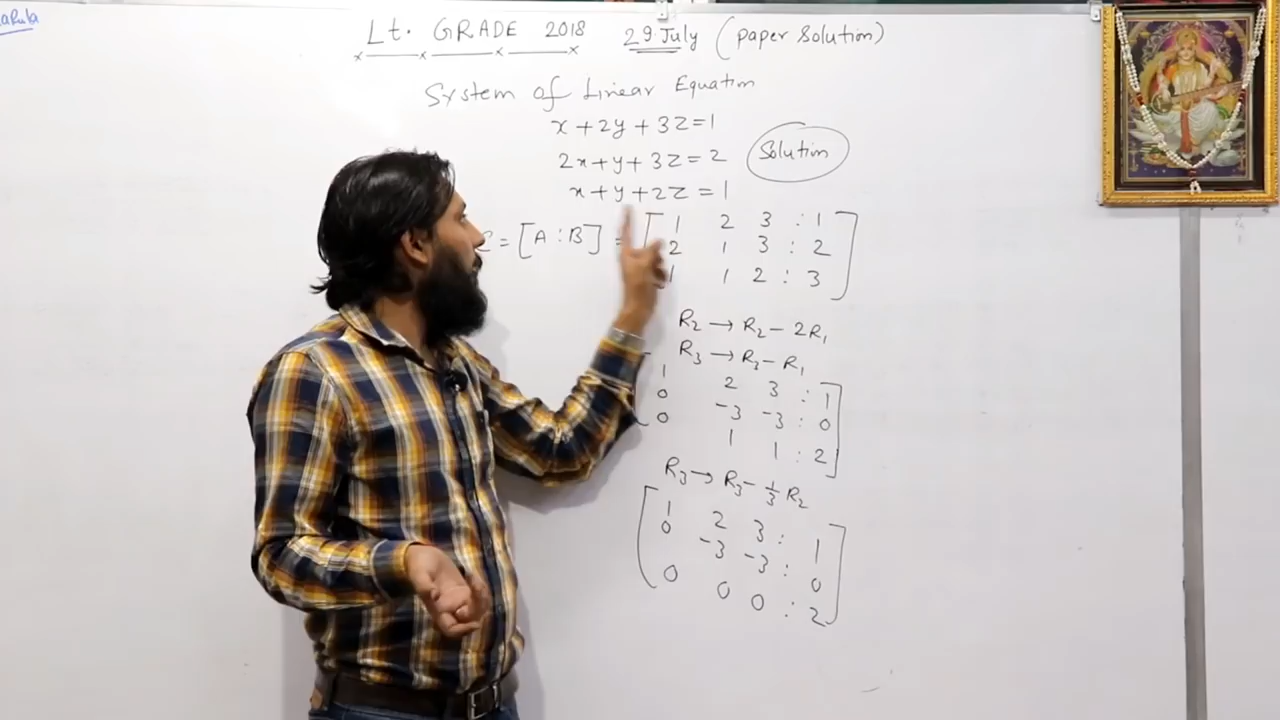 Lt. GRADE 2018 29 July (paper solution)
System of Linear Equation
x + 2y + 3z = 1
2x + y + 3z = 2
x + y + 2z = 1
Solution
= [A : B] = [ 1 2 3 : 1
2 1 3 : 2
1 1 2 : 3 ]
R₂ → R₂ - 2R₁
R₃ → R₃ - R₁
[ 1 2 3 : 1
0 -3 -3 : 0
0 1 1 : 2 ]
R₃ → R₃ - 1/3 R₂
[ 1 2 3 : 1
0 -3 -3 : 0
0 0 0 : 2 ]